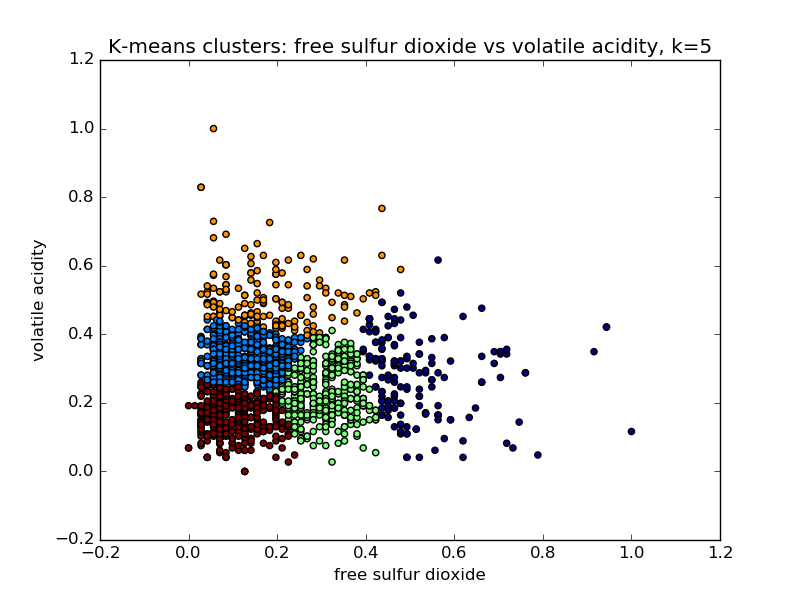 K-means clusters: free sulfur dioxide vs volatile acidity, k=5
1.2
1.0
0.8
0.6
0.4
0.2
0.0
−0.2
volatile acidity
−0.2 0.0 0.2 0.4 0.6 0.8 1.0 1.2
free sulfur dioxide